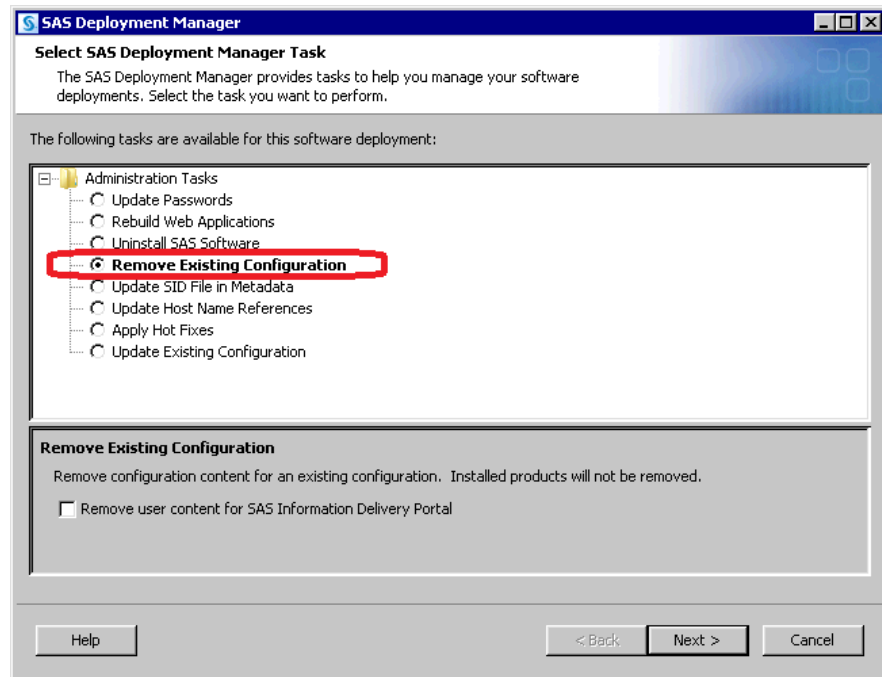 SAS Deployment Manager
Select SAS Deployment Manager Task
The SAS Deployment Manager provides tasks to help you manage your software
deployments. Select the task you want to perform.
The following tasks are available for this software deployment:
Administration Tasks
Update Passwords
Rebuild Web Applications
Uninstall SAS Software
Remove Existing Configuration
Update SID File in Metadata
Update Host Name References
Apply Hot Fixes
Update Existing Configuration
Remove Existing Configuration
Remove configuration content for an existing configuration. Installed products will not be removed.
Remove user content for SAS Information Delivery Portal
Help
< Back
Next >
Cancel